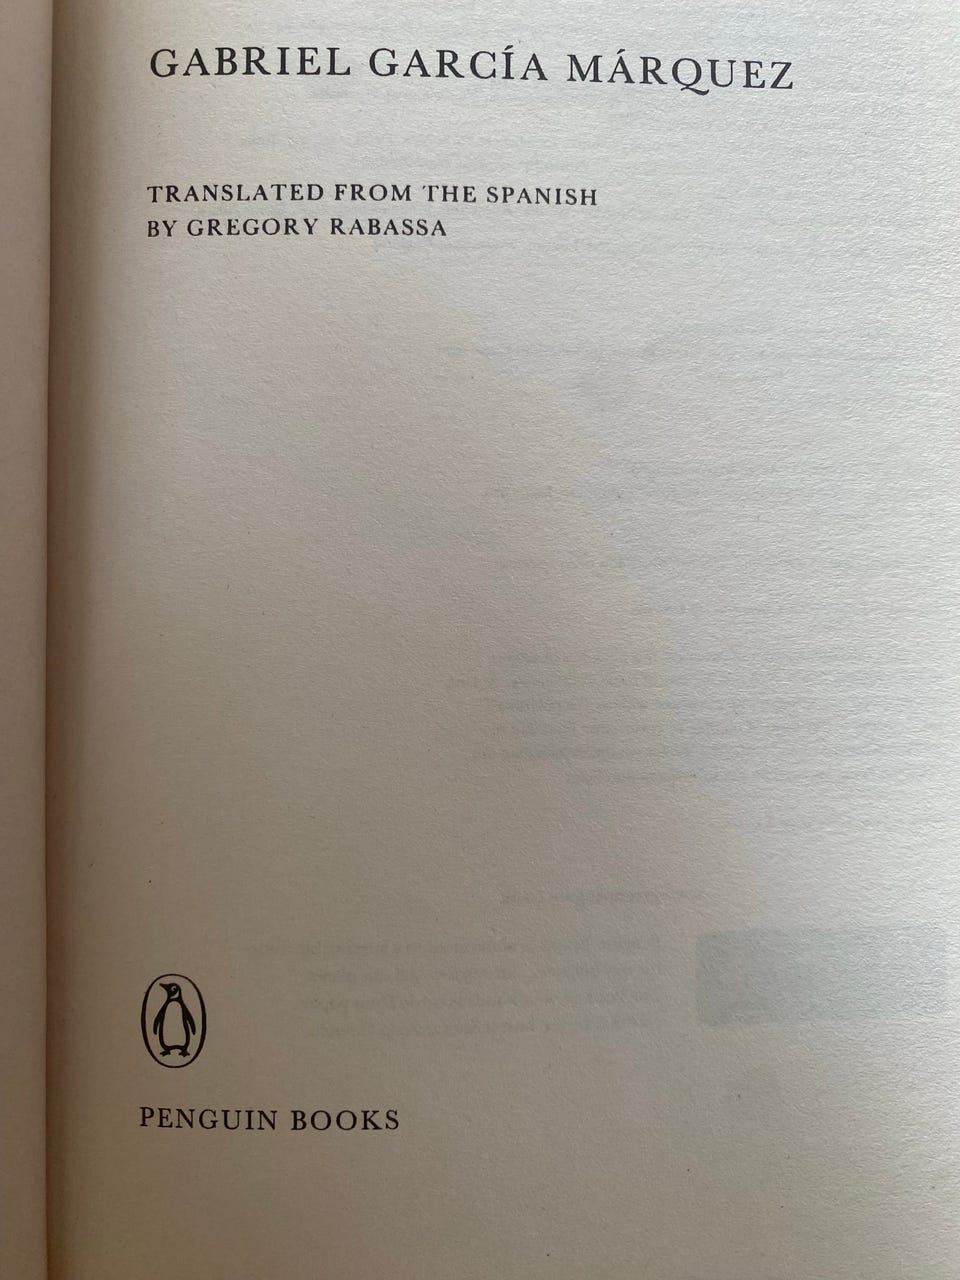 GABRIEL GARCÍA MÁRQUEZ
TRANSLATED FROM THE SPANISH
BY GREGORY RABASSA
PENGUIN BOOKS